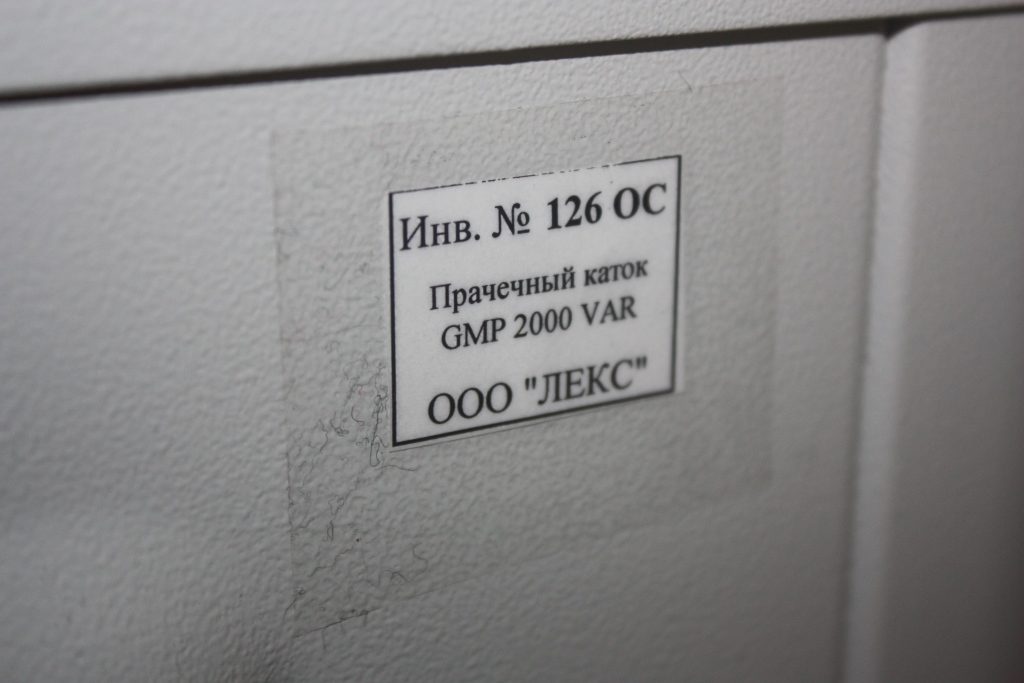 Инв. № 126 ОС
Прачечный каток
GMP 2000 VAR
ООО "ЛЕКС"